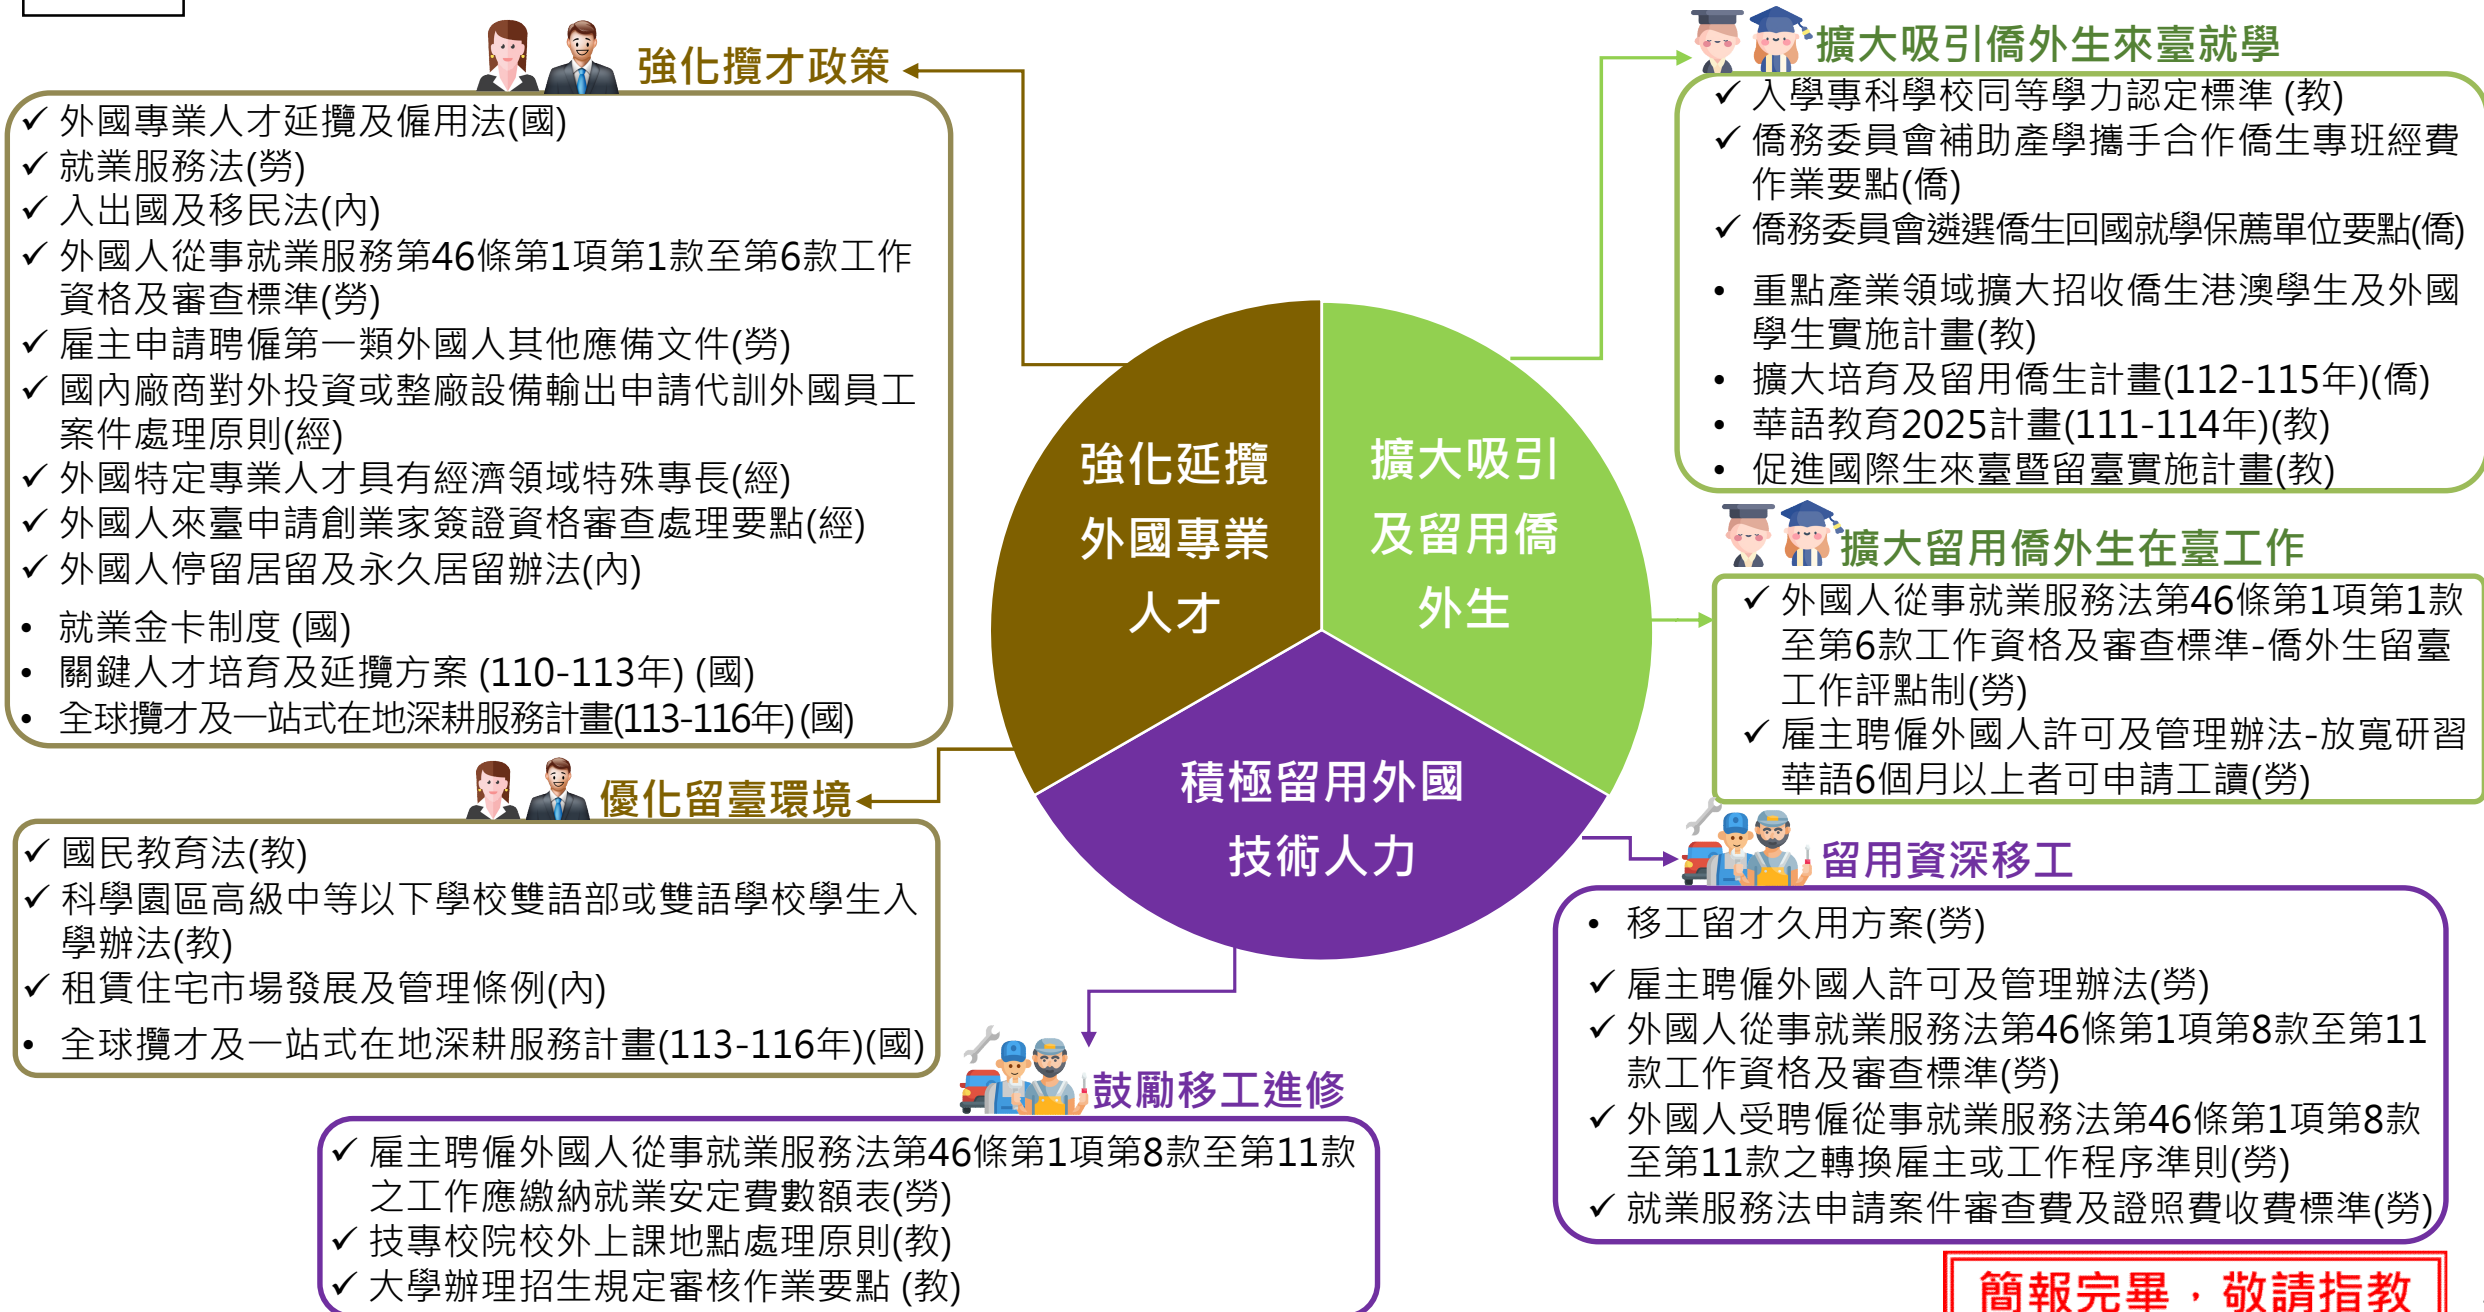 強化攬才政策
✓ 外國專業人才延攬及僱用法(國)
✓ 就業服務法(勞)
✓ 入出國及移民法(內)
✓ 外國人從事就業服務第46條第1項第1款至第6款工作
資格及審查標準(勞)
✓ 雇主申請聘僱第一類外國人其他應備文件(勞)
✓ 國內廠商對外投資或整廠設備輸出申請代訓外國員工
案件處理原則(經)
✓ 外國特定專業人才具有經濟領域特殊專長(經)
✓ 外國人來臺申請創業家簽證資格審查處理要點(經)
✓ 外國人停留居留及永久居留辦法(內)
• 就業金卡制度 (國)
• 關鍵人才培育及延攬方案 (110-113年) (國)
• 全球攬才及一站式在地深耕服務計畫(113-116年) (國)
優化留臺環境
✓ 國民教育法(教)
✓ 科學園區高級中等以下學校雙語部或雙語學校學生入
學辦法(教)
✓ 租賃住宅市場發展及管理條例(內)
• 全球攬才及一站式在地深耕服務計畫(113-116年)(國)
強化延攬
外國專業
人才
擴大吸引
及留用僑
外生
積極留用外國
技術人力
擴大吸引僑外生來臺就學
✓ 入學專科學校同等學力認定標準 (教)
✓ 僑務委員會補助產學攜手合作僑生專班經費
作業要點(僑)
✓ 僑務委員會遴選僑生回國就學保薦單位要點(僑)
• 重點產業領域擴大招收僑生港澳學生及外國
學生實施計畫(教)
• 擴大培育及留用僑生計畫(112-115年)(僑)
• 華語教育2025計畫(111-114年)(教)
• 促進國際生來臺暨留臺實施計畫(教)
擴大留用僑外生在臺工作
✓ 外國人從事就業服務法第46條第1項第1款
至第6款工作資格及審查標準-僑外生留臺
工作評點制(勞)
✓ 雇主聘僱外國人許可及管理辦法-放寬研習
華語6個月以上者可申請工讀(勞)
留用資深移工
• 移工留才久用方案(勞)
✓ 雇主聘僱外國人許可及管理辦法(勞)
✓ 外國人從事就業服務法第46條第1項第8款至第11
款工作資格及審查標準(勞)
✓ 外國人受聘僱從事就業服務法第46條第1項第8款
至第11款之轉換雇主或工作程序準則(勞)
✓ 就業服務法申請案件審查費及證照費收費標準(勞)
鼓勵移工進修
✓ 雇主聘僱外國人從事就業服務法第46條第1項第8款至第11款
之工作應繳納就業安定費數額表(勞)
✓ 技專校院校外上課地點處理原則(教)
✓ 大學辦理招生規定審核作業要點 (教)
簡報完畢，敬請指教